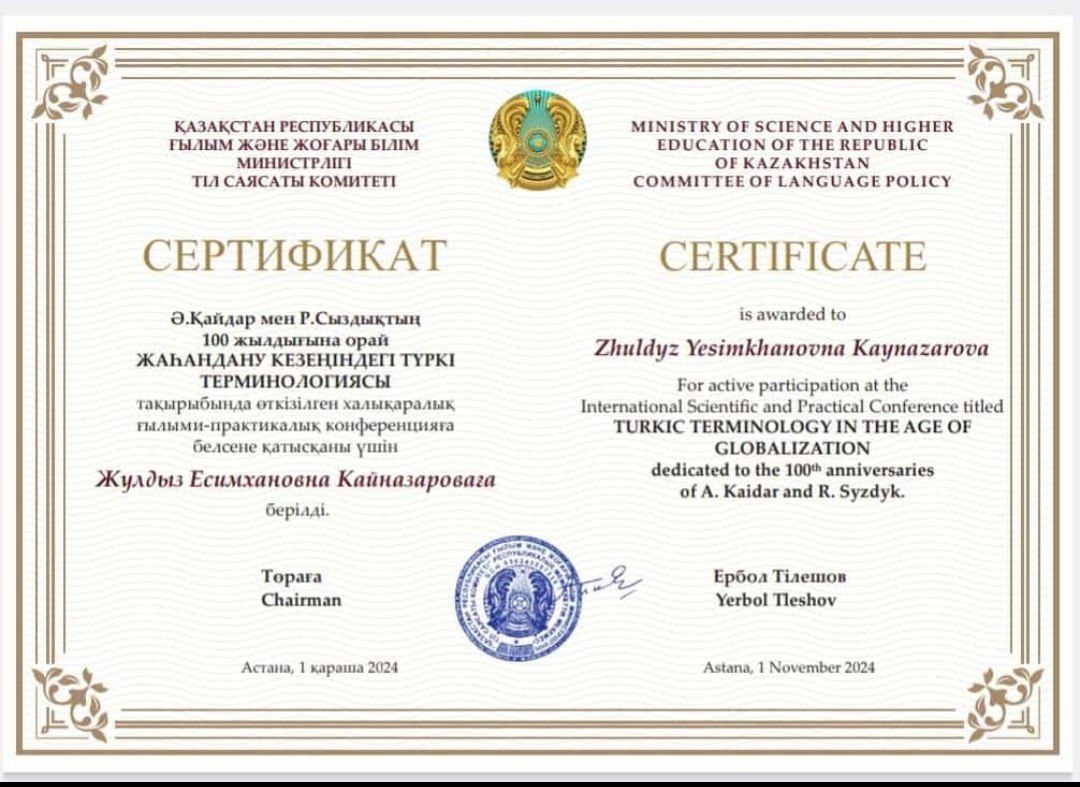 ҚАЗАҚСТАН РЕСПУБЛИКАСЫ
ҒЫЛЫМ ЖӘНЕ ЖОҒАРЫ БІЛІМ
МИНИСТРЛІГІ
ТІЛ САЯСАТЫ КОМИТЕТІ
MINISTRY OF SCIENCE AND HIGHER
EDUCATION OF THE REPUBLIC
OF KAZAKHSTAN
COMMITTEE OF LANGUAGE POLICY
СЕРТИФИКАТ
Ә.Қайдар мен Р.Сыздықтың
100 жылдығына орай
ЖАҺАНДАНУ КЕЗЕҢІНДЕГІ ТҮРКІ
ТЕРМИНОЛОГИЯСЫ
тақырыбында өткізілген халықаралық
ғылыми-практикалық конференцияға
белсене қатысқаны үшін
Жулдыз Есимхановна Кайназароваға
берілді.
CERTIFICATE
is awarded to
Zhuldyz Yesimkhanovna Kaynazarova
For active participation at the
International Scientific and Practical Conference titled
TURKIC TERMINOLOGY IN THE AGE OF
GLOBALIZATION
dedicated to the 100th anniversaries
of A. Kaidar and R. Syzdyk.
Төраға
Chairman
Ербол Тілешов
Yerbol Tleshov
Астана, 1 қараша 2024
Astana, 1 November 2024